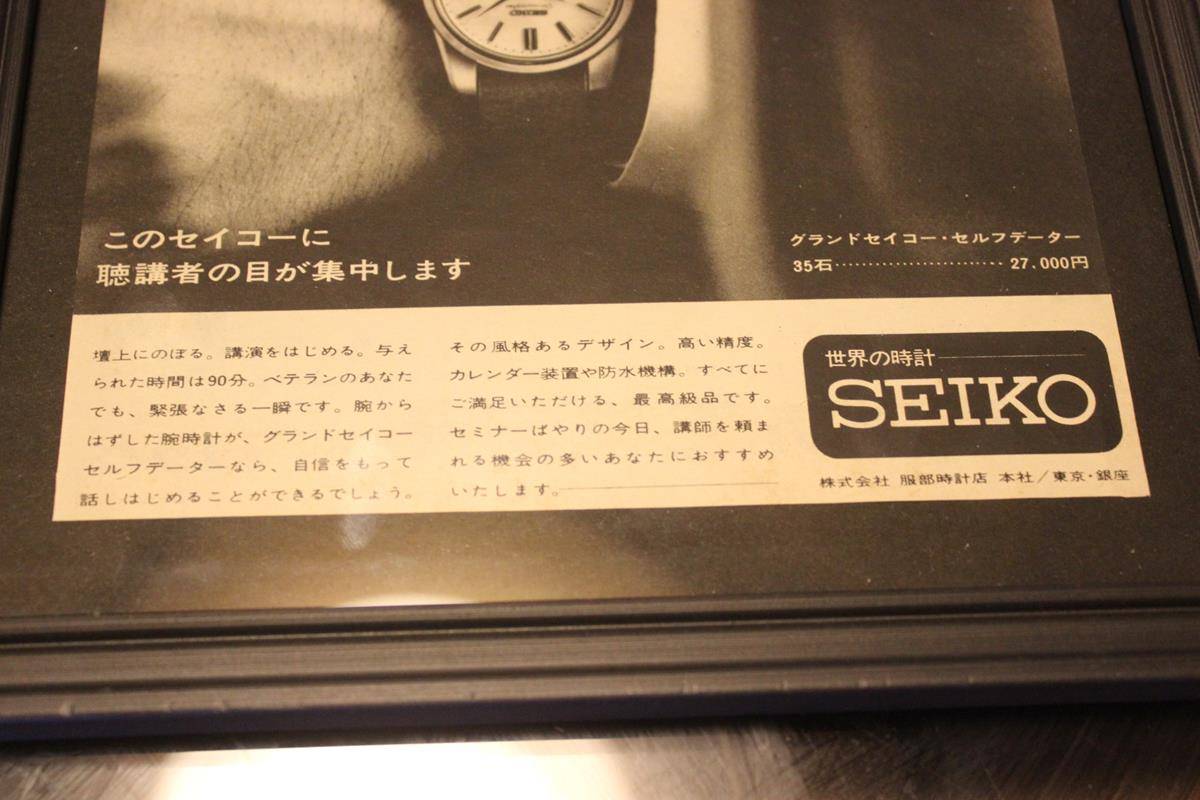 このセイコーに
聴講者の目が集中します
グランドセイコー・セルフデーター
35石‥‥‥‥‥‥‥‥27,000円
壇上にのぼる。講演をはじめる。与え
られた時間は90分。ベテランのあなた
でも、緊張なさる一瞬です。腕から
はずした腕時計が、グランドセイコー
セルフデーターなら、自信をもって
話しはじめることができるでしょう。
その風格あるデザイン。高い精度。
カレンダー装置や防水機構。すべてに
ご満足いただける、最高級品です。
セミナーばやりの今日、講師を頼ま
れる機会の多いあなたにおすすめ
いたします。
世界の時計
SEIKO
株式会社 服部時計店 本社／東京・銀座